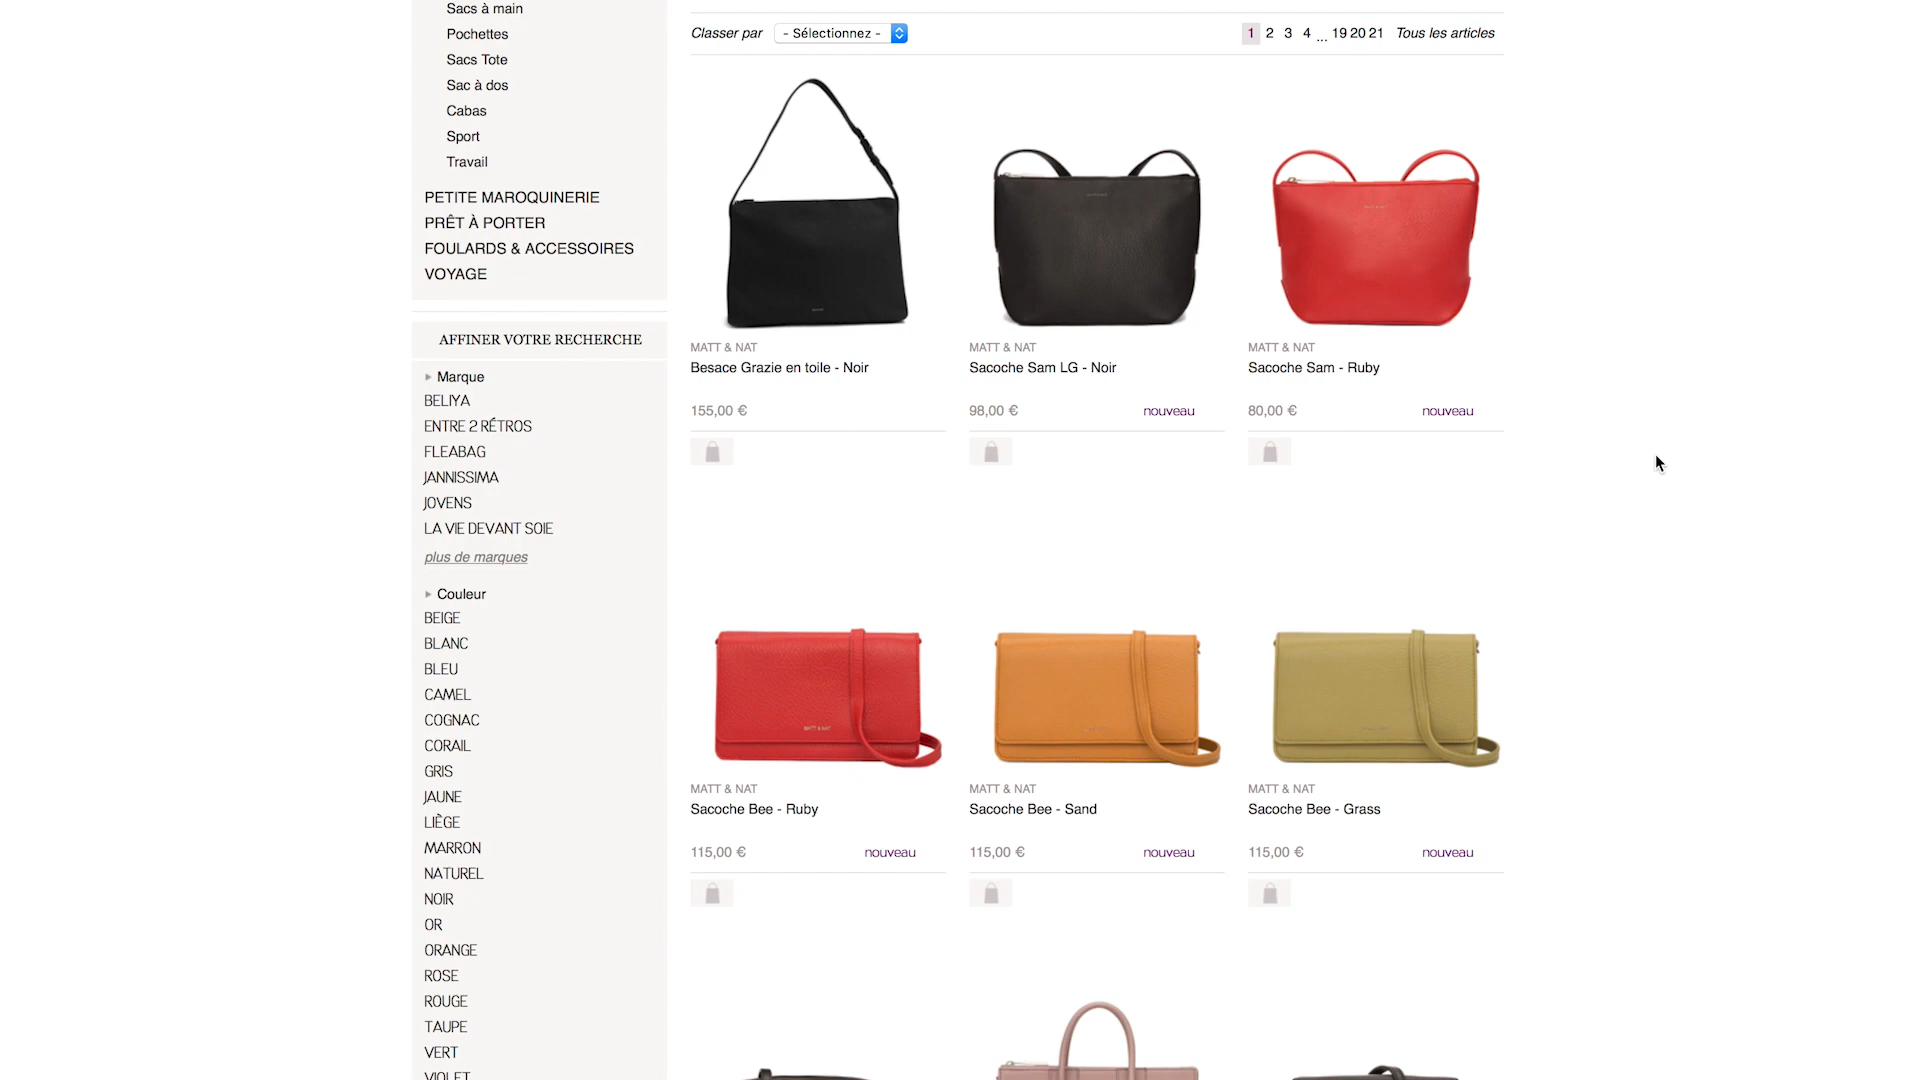 Sacs à main
Pochettes
Sacs Tote
Sac à dos
Cabas
Sport
Travail
PETITE MAROQUINERIE
PRÊT À PORTER
FOULARDS & ACCESSOIRES
VOYAGE
AFFINER VOTRE RECHERCHE
Marque
BELIYA
ENTRE 2 RÉTROS
FLEABAG
JANNISSIMA
JOVENS
LA VIE DEVANT SOIE
plus de marques
Couleur
BEIGE
BLANC
BLEU
CAMEL
COGNAC
CORAIL
GRIS
JAUNE
LIÈGE
MARRON
NATUREL
NOIR
OR
ORANGE
ROSE
ROUGE
TAUPE
VERT
VIOLET
Classer par - Sélectionnez - 1 2 3 4 ... 19 20 21 Tous les articles
MATT & NAT
Besace Grazie en toile - Noir
155,00 €
MATT & NAT
Sacoche Sam LG - Noir
98,00 € nouveau
MATT & NAT
Sacoche Sam - Ruby
80,00 € nouveau
MATT & NAT
MATT & NAT
Sacoche Bee - Ruby
115,00 € nouveau
MATT & NAT
Sacoche Bee - Sand
115,00 € nouveau
MATT & NAT
Sacoche Bee - Grass
115,00 € nouveau